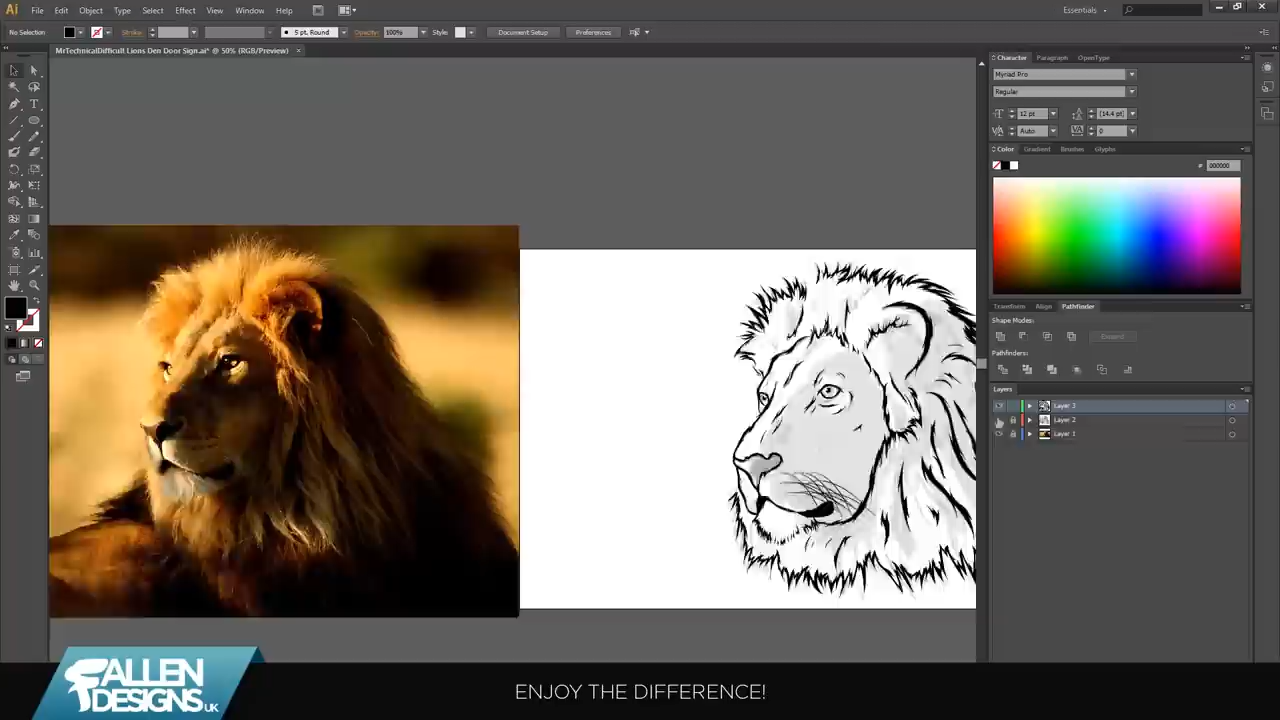 Ai File Edit Object Type Select Effect View Window Help Br Essentials
No Selection Stroke: 5 pt. Round Opacity: 100% Style: Document Setup Preferences
MrTechnicalDifficult Lions Den Door Sign.ai* @ 50% (RGB/Preview)
Character Paragraph OpenType
Myriad Pro
Regular
12 pt (14.4 pt)
Auto 0
Color Gradient Brushes Glyphs
# 000000
Transform Align Pathfinder
Shape Modes:
Expand
Pathfinders:
Layers
Layer 3
Layer 2
Layer 1
FALLEN
DESIGNS UK
ENJOY THE DIFFERENCE!